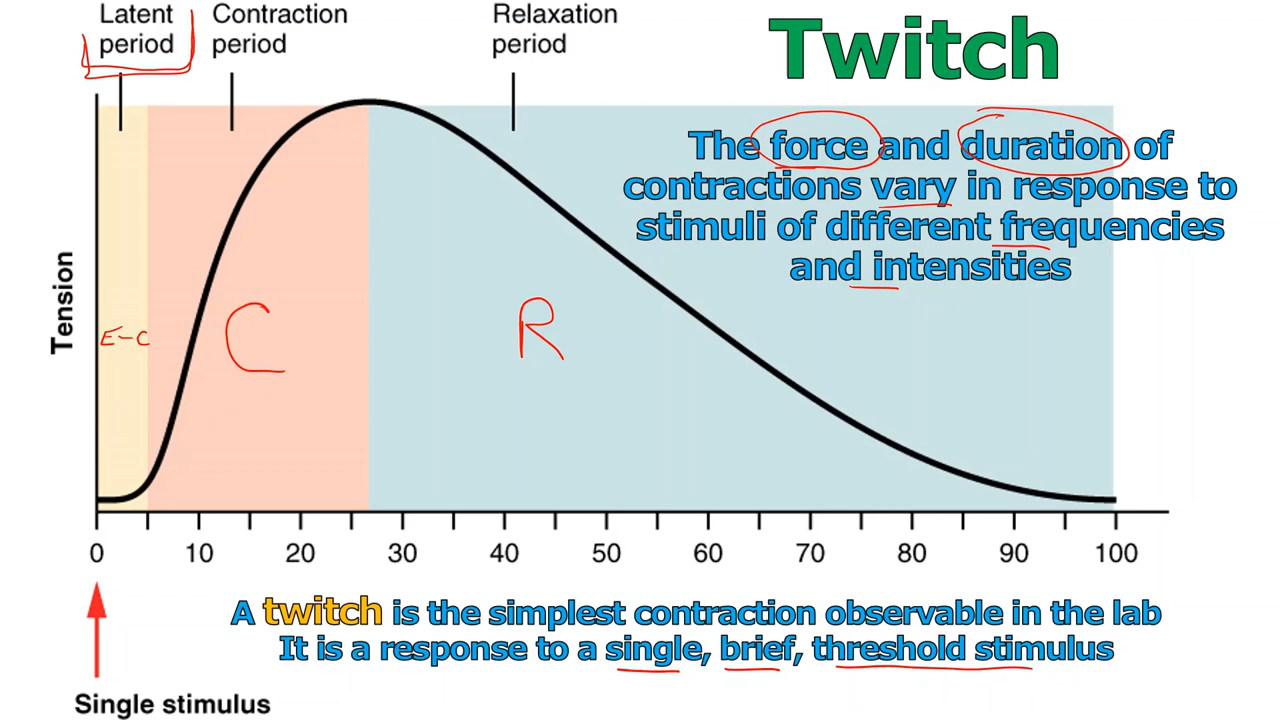 Latent
period
Contraction
period
Relaxation
period
Twitch
The force and duration of
contractions vary in response to
stimuli of different frequencies
and intensities
Tension
E-C
C
R
0 10 20 30 40 50 60 70 80 90 100
A twitch is the simplest contraction observable in the lab
It is a response to a single, brief, threshold stimulus
Single stimulus